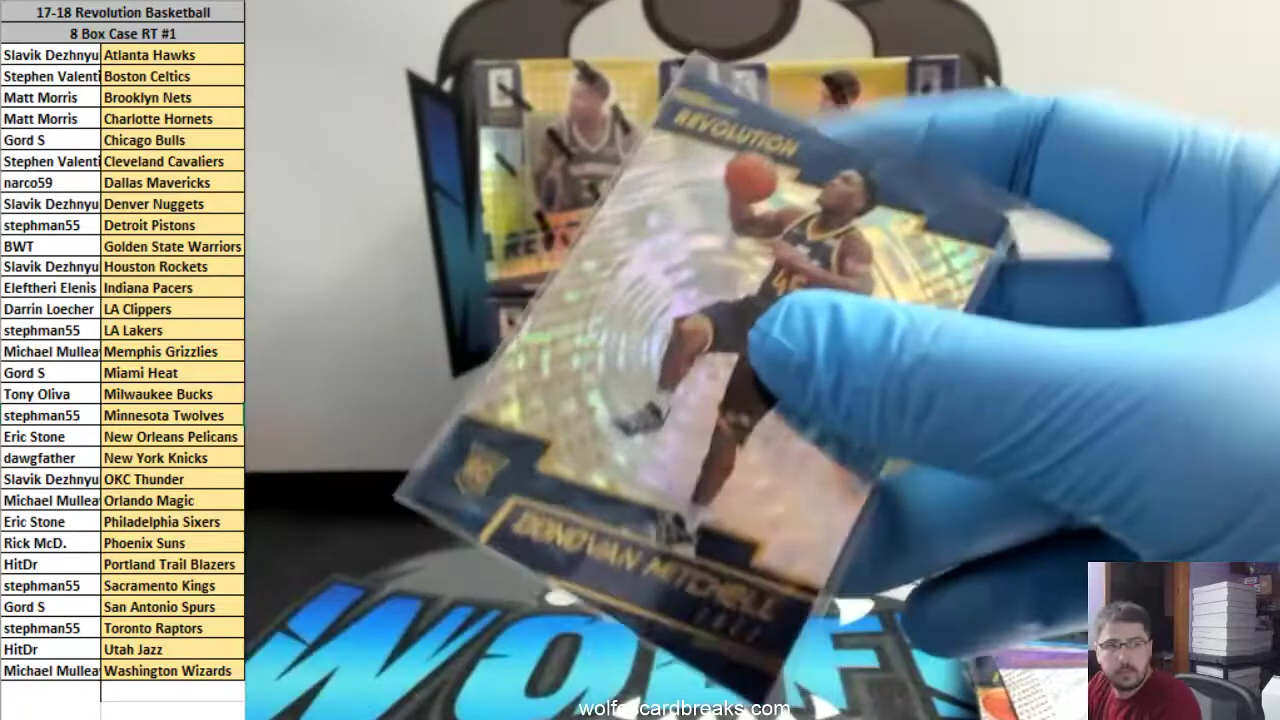 17-18 Revolution Basketball
8 Box Case RT #1
Slavik Dezhnyu Atlanta Hawks
Stephen Valenti Boston Celtics
Matt Morris Brooklyn Nets
Matt Morris Charlotte Hornets
Gord S Chicago Bulls
Stephen Valenti Cleveland Cavaliers
narco59 Dallas Mavericks
Slavik Dezhnyu Denver Nuggets
stephman55 Detroit Pistons
BWT Golden State Warriors
Slavik Dezhnyu Houston Rockets
Eleftheri Elenis Indiana Pacers
Darrin Loecher LA Clippers
stephman55 LA Lakers
Michael Mullea Memphis Grizzlies
Gord S Miami Heat
Tony Oliva Milwaukee Bucks
stephman55 Minnesota Twolves
Eric Stone New Orleans Pelicans
dawgfather New York Knicks
Slavik Dezhnyu OKC Thunder
Michael Mullea Orlando Magic
Eric Stone Philadelphia Sixers
Rick McD. Phoenix Suns
HitDr Portland Trail Blazers
stephman55 Sacramento Kings
Gord S San Antonio Spurs
stephman55 Toronto Raptors
HitDr Utah Jazz
Michael Mullea Washington Wizards
REVOLUTION
45
RC
DONOVAN MITCHELL
JAZZ
WOLF